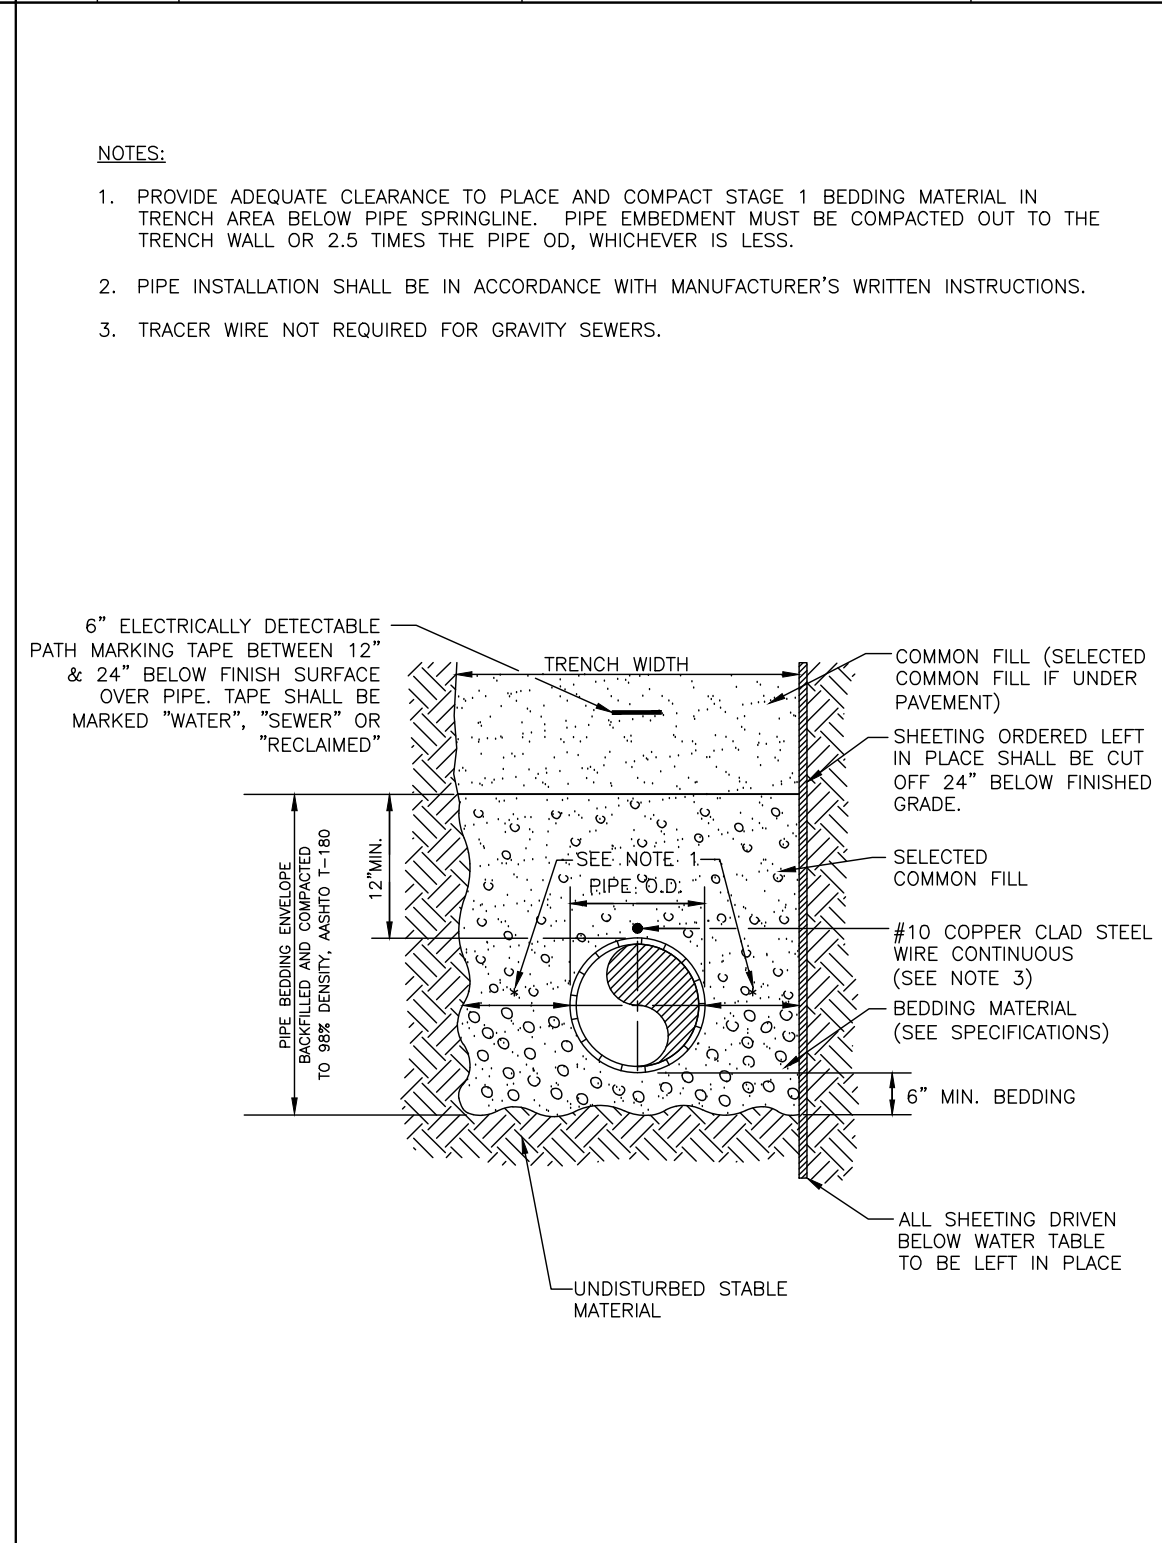 NOTES:
1. PROVIDE ADEQUATE CLEARANCE TO PLACE AND COMPACT STAGE 1 BEDDING MATERIAL IN
TRENCH AREA BELOW PIPE SPRINGLINE. PIPE EMBEDMENT MUST BE COMPACTED OUT TO THE
TRENCH WALL OR 2.5 TIMES THE PIPE OD, WHICHEVER IS LESS.
2. PIPE INSTALLATION SHALL BE IN ACCORDANCE WITH MANUFACTURER'S WRITTEN INSTRUCTIONS.
3. TRACER WIRE NOT REQUIRED FOR GRAVITY SEWERS.
6" ELECTRICALLY DETECTABLE
PATH MARKING TAPE BETWEEN 12"
& 24" BELOW FINISH SURFACE
OVER PIPE. TAPE SHALL BE
MARKED "WATER", "SEWER" OR
"RECLAIMED"
TRENCH WIDTH
COMMON FILL (SELECTED
COMMON FILL IF UNDER
PAVEMENT)
SHEETING ORDERED LEFT
IN PLACE SHALL BE CUT
OFF 24" BELOW FINISHED
GRADE.
PIPE BEDDING ENVELOPE
BACKFILLED AND COMPACTED
TO 98% DENSITY, AASHTO T-180
12"MIN.
SEE NOTE 1
PIPE O.D.
SELECTED
COMMON FILL
#10 COPPER CLAD STEEL
WIRE CONTINUOUS
(SEE NOTE 3)
BEDDING MATERIAL
(SEE SPECIFICATIONS)
6" MIN. BEDDING
ALL SHEETING DRIVEN
BELOW WATER TABLE
TO BE LEFT IN PLACE
UNDISTURBED STABLE
MATERIAL